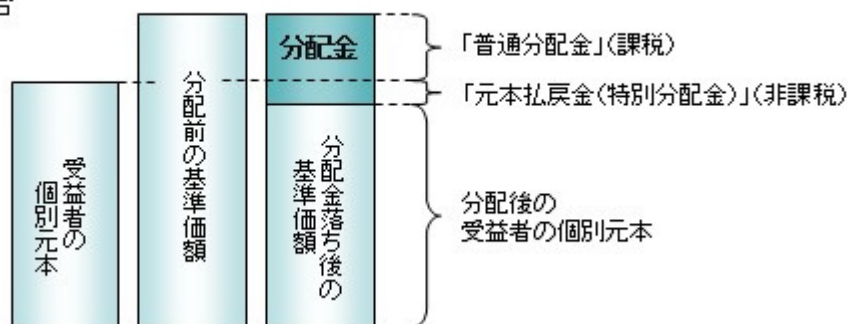 分配金
「普通分配金」(課税)
「元本払戻金(特別分配金)」(非課税)
受益者の
個別元本
分配前の基準価額
分配金落ち後の
基準価額
分配後の
受益者の個別元本